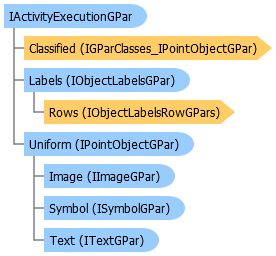 IActivityExecutionGPar
Classified (IGParClasses_IPointObjectGPar)
Labels (IObjectLabelsGPar)
Rows (IObjectLabelsRowGPars)
Uniform (IPointObjectGPar)
Image (IImageGPar)
Symbol (ISymbolGPar)
Text (ITextGPar)